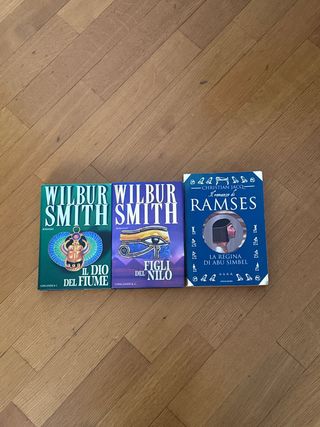 WILBUR
SMITH
IL DIO
DEL FIUME
WILBUR
SMITH
FIGLI
DEL NILO
CHRISTIAN JACQ
Il romanzo di
RAMSES
LA REGINA
DI ABU SIMBEL